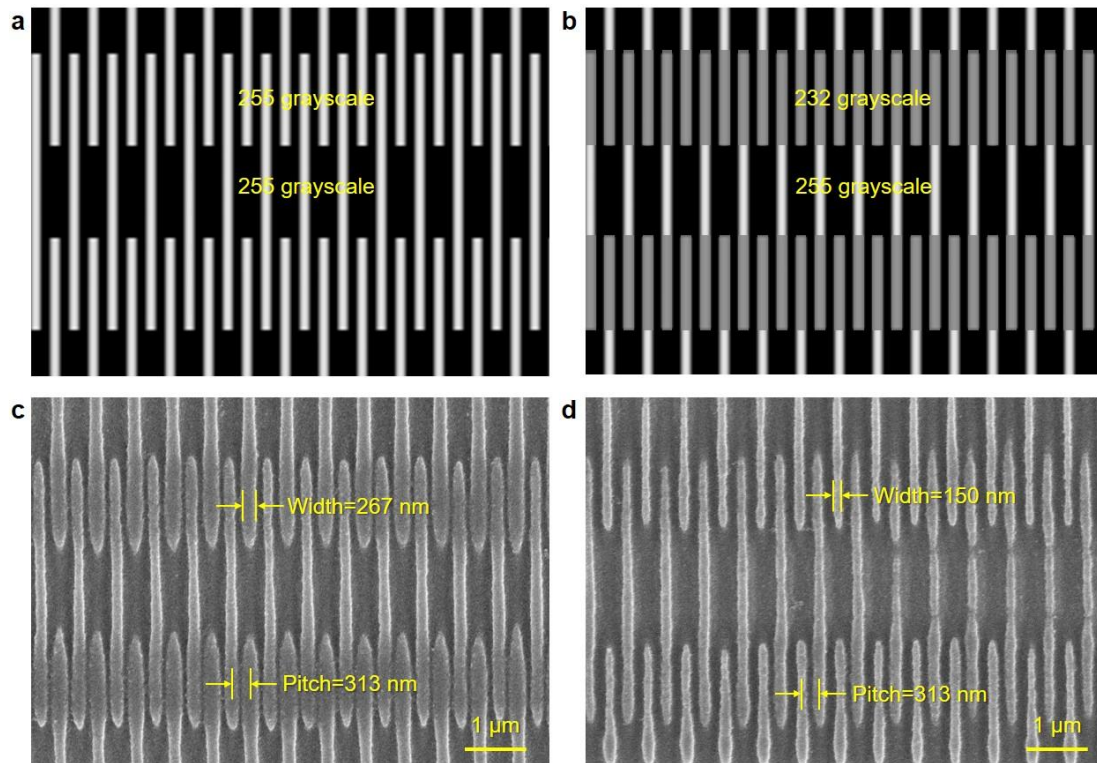 a
b
255 grayscale
232 grayscale
255 grayscale
255 grayscale
c
d
Width=267 nm
Width=150 nm
Pitch=313 nm
Pitch=313 nm
1 μm
1 μm